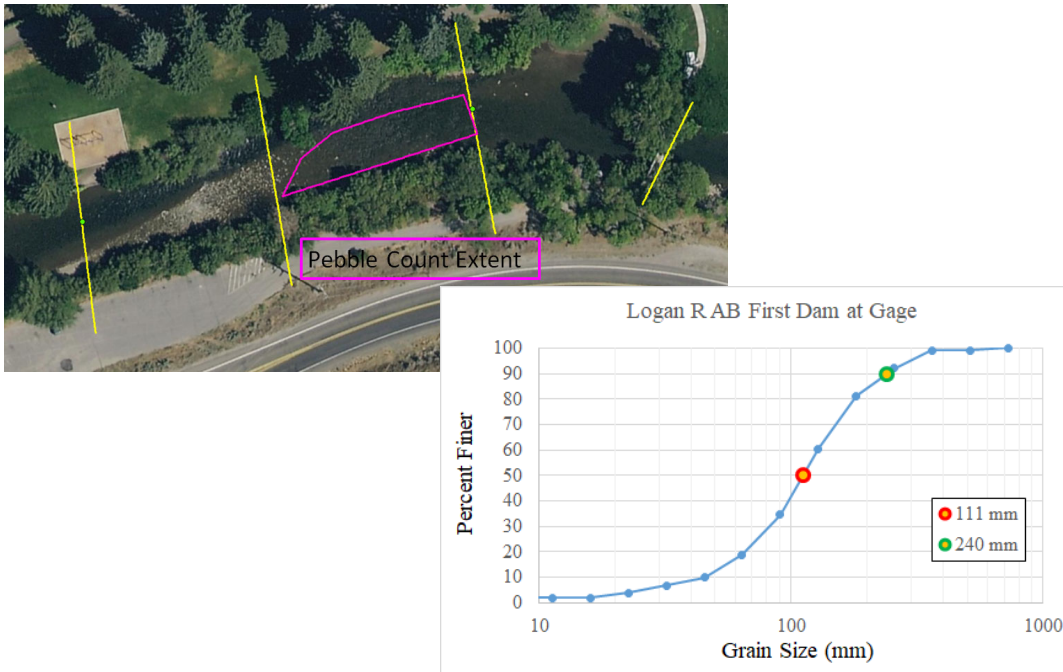 Pebble Count Extent
Logan R AB First Dam at Gage
100
90
80
70
60
50
40
30
20
10
0
Percent Finer
111 mm
240 mm
10
100
1000
Grain Size (mm)